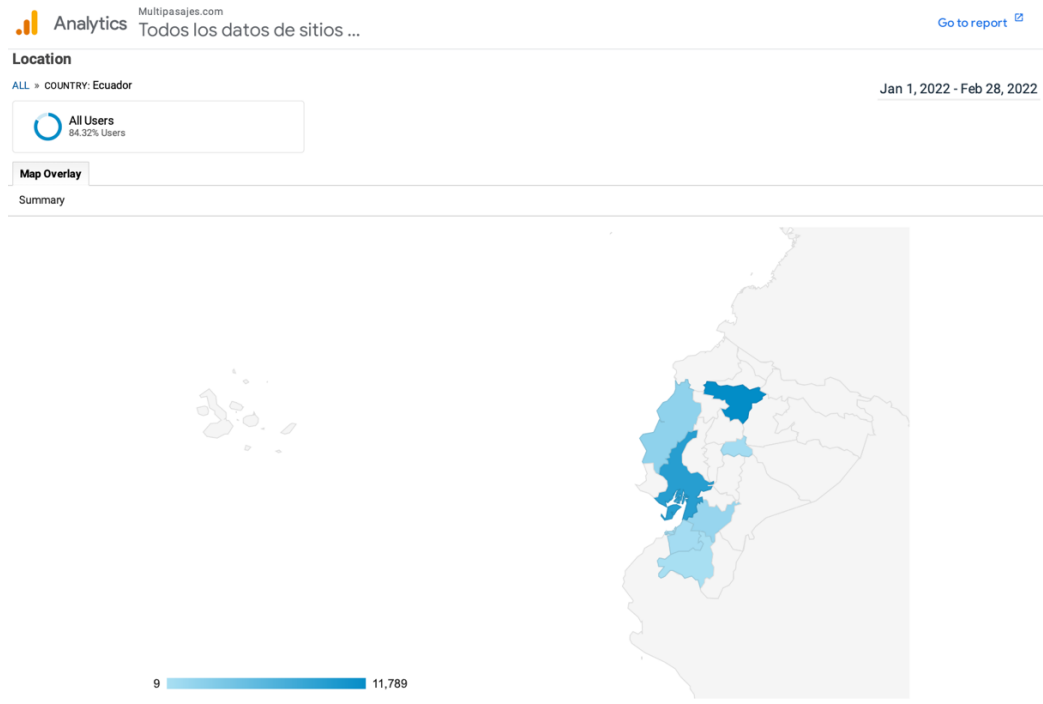 Analytics
Multipasajes.com
Todos los datos de sitios ...
Go to report
Location
ALL » COUNTRY: Ecuador
Jan 1, 2022 - Feb 28, 2022
All Users
84.32% Users
Map Overlay
Summary
9
11,789